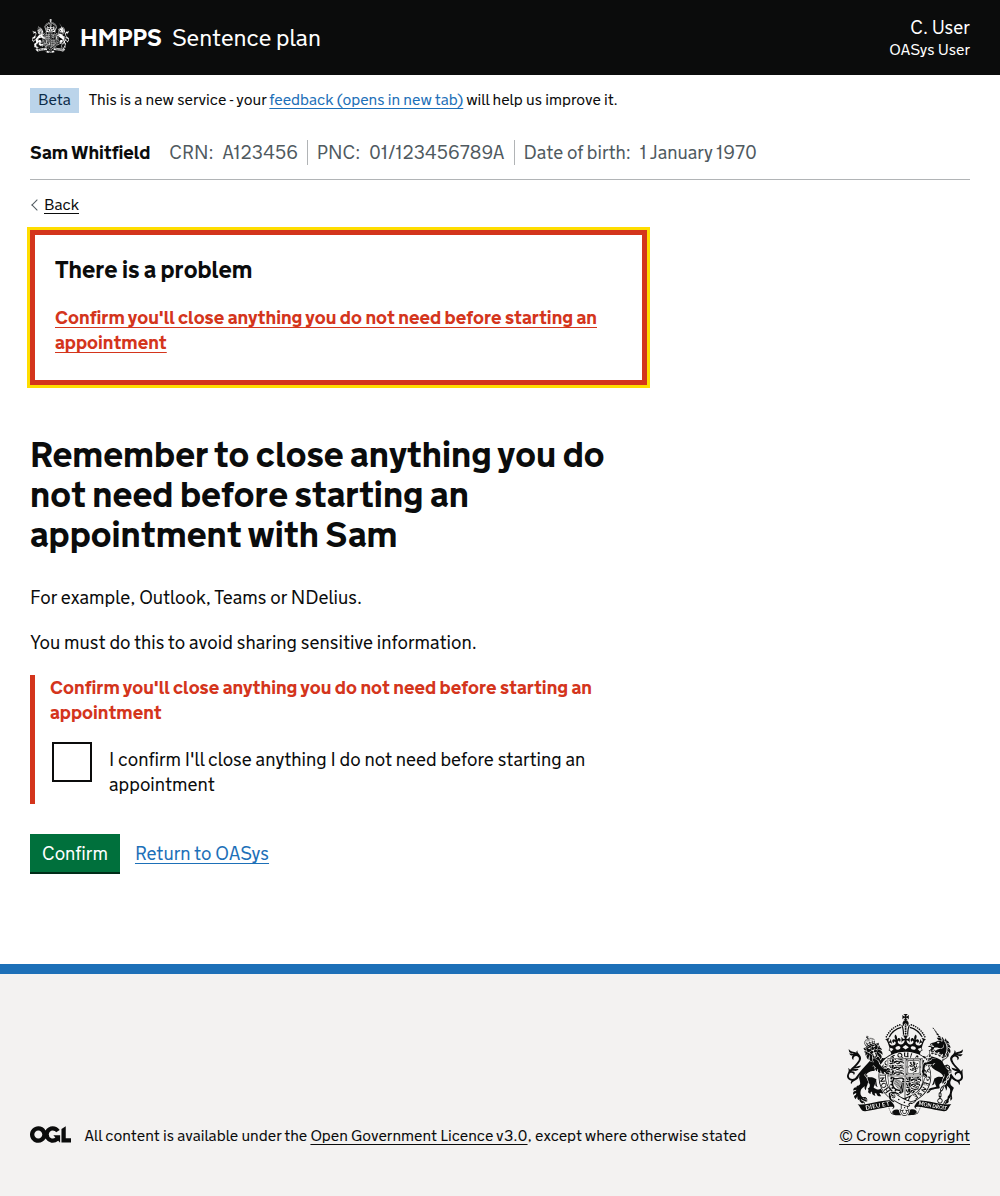 HMPPS Sentence plan
C. User
OASys User
Beta This is a new service - your feedback (opens in new tab) will help us improve it.
Sam Whitfield CRN: A123456 PNC: 01/123456789A Date of birth: 1 January 1970
Back
There is a problem
Confirm you'll close anything you do not need before starting an
appointment
Remember to close anything you do
not need before starting an
appointment with Sam
For example, Outlook, Teams or NDelius.
You must do this to avoid sharing sensitive information.
Confirm you'll close anything you do not need before starting an
appointment
I confirm I'll close anything I do not need before starting an
appointment
Confirm Return to OASys
OGL All content is available under the Open Government Licence v3.0, except where otherwise stated
© Crown copyright